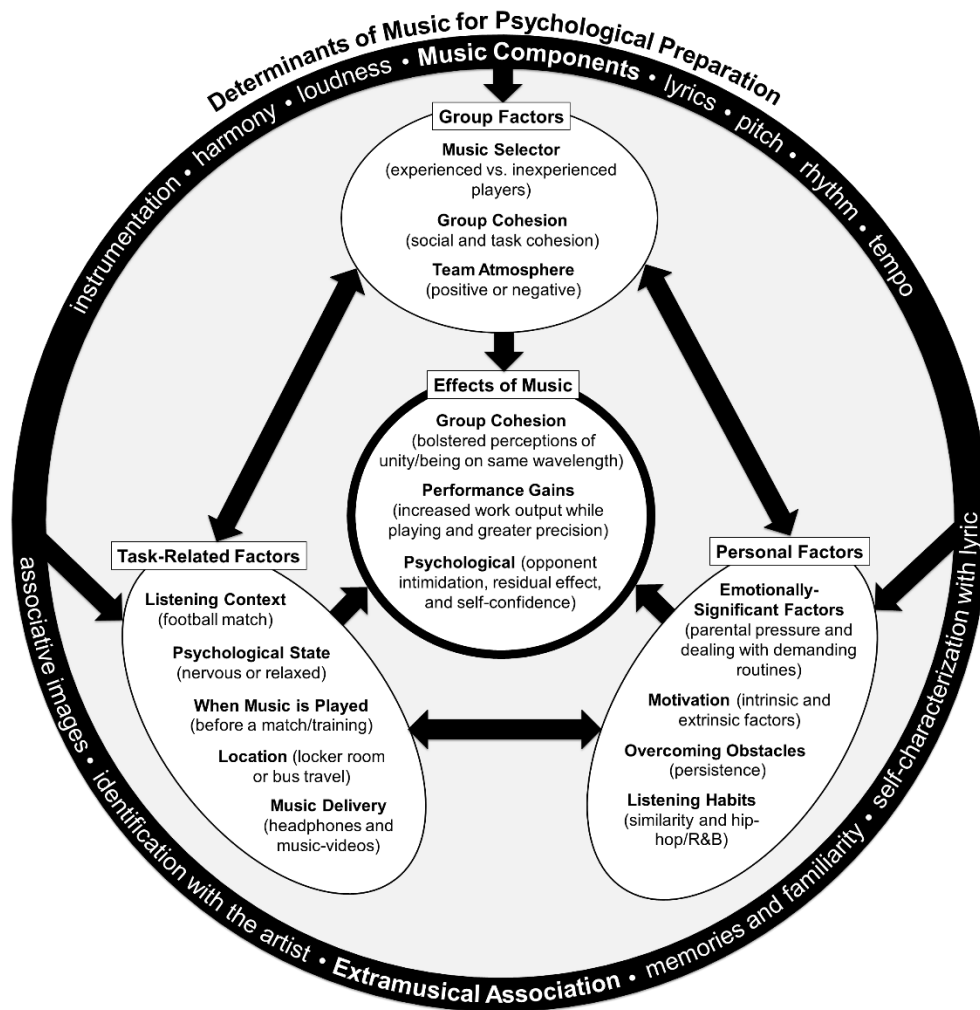 Determinants of Music for Psychological Preparation
instrumentation • harmony • loudness • Music Components • lyrics • pitch • rhythm • tempo
Group Factors
Music Selector
(experienced vs. inexperienced
players)
Group Cohesion
(social and task cohesion)
Team Atmosphere
(positive or negative)
Effects of Music
Group Cohesion
(bolstered perceptions of
unity/being on same wavelength)
Performance Gains
(increased work output while
playing and greater precision)
Psychological (opponent
intimidation, residual effect,
and self-confidence)
Task-Related Factors
Listening Context
(football match)
Psychological State
(nervous or relaxed)
When Music is Played
(before a match/training)
Location (locker room
or bus travel)
Music Delivery
(headphones and
music-videos)
Personal Factors
Emotionally-
Significant Factors
(parental pressure and
dealing with demanding
routines)
Motivation (intrinsic and
extrinsic factors)
Overcoming Obstacles
(persistence)
Listening Habits
(similarity and hip-
hop/R&B)
associative images • identification with the artist • Extramusical Association • memories and familiarity • self-characterization with lyric